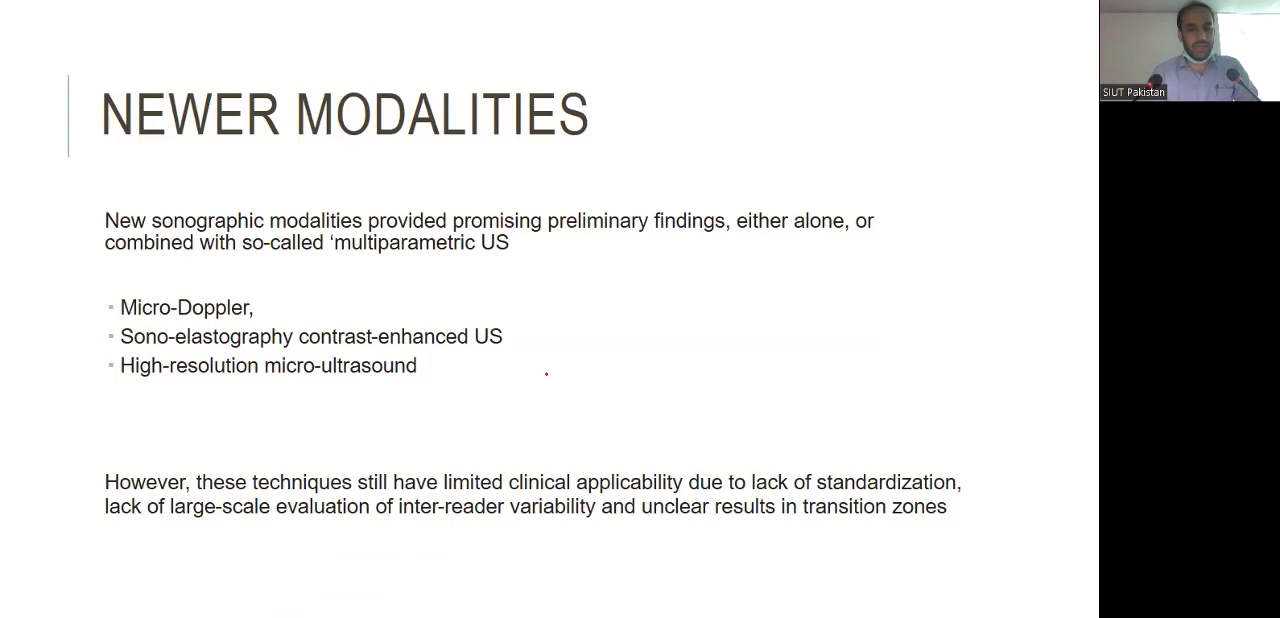 NEWER MODALITIES
New sonographic modalities provided promising preliminary findings, either alone, or
combined with so-called ‘multiparametric US
Micro-Doppler,
Sono-elastography contrast-enhanced US
High-resolution micro-ultrasound
However, these techniques still have limited clinical applicability due to lack of standardization,
lack of large-scale evaluation of inter-reader variability and unclear results in transition zones
SIUT Pakistan